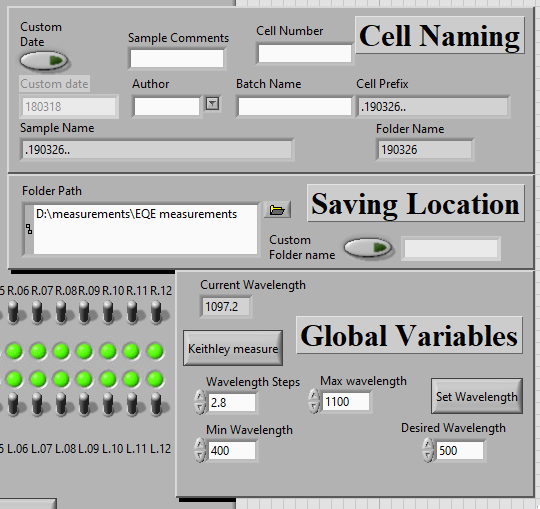 Custom Date
Sample Comments
Cell Number
Cell Naming
Custom date
Author
Batch Name
Cell Prefix
180318
.190326..
Sample Name
Folder Name
.190326..
190326
Folder Path
Saving Location
D:\measurements\EQE measurements
Custom
Folder name
Current Wavelength
5 R.06 R.07 R.08 R.09 R.10 R.11 R.12
1097.2
Global Variables
Keithley measure
Wavelength Steps
Max wavelength
2.8
1100
Set Wavelength
Min Wavelength
Desired Wavelength
5 L.06 L.07 L.08 L.09 L.10 L.11 L.12
400
500